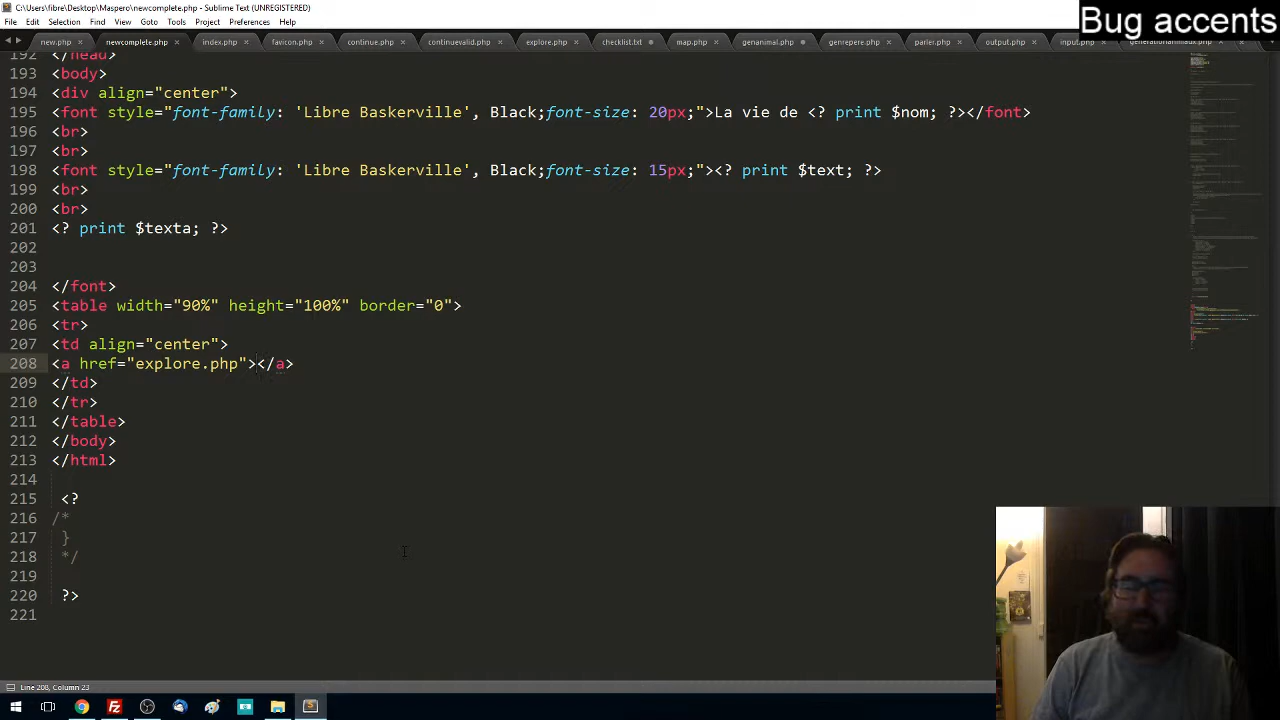 C:\Users\fibre\Desktop\Maspero\newcomplete.php - Sublime Text (UNREGISTERED)
Bug accents
File Edit Selection Find View Goto Tools Project Preferences Help
new.php newcomplete.php index.php favicon.php continue.php continuevalid.php explore.php checklist.txt map.php genanimal.php genrepere.php parler.php output.php input.php
192 </head>
193 <body>
194 <div align="center">
195 <font style="font-family: 'Libre Baskerville', Black;font-size: 20px;">La vie de <? print $nom; ?></font>
196 <br>
197 <br>
198 <font style="font-family: 'Libre Baskerville', Black;font-size: 15px;"><? print $text; ?>
199 <br>
200 <br>
201 <? print $texta; ?>
202
203
204 </font>
205 <table width="90%" height="100%" border="0">
206 <tr>
207 <td align="center">
208 <a href="explore.php"></a>
209 </td>
210 </tr>
211 </table>
212 </body>
213 </html>
214
215 <?
216 /*
217 }
218 */
219
220 ?>
221
Line 208, Column 23